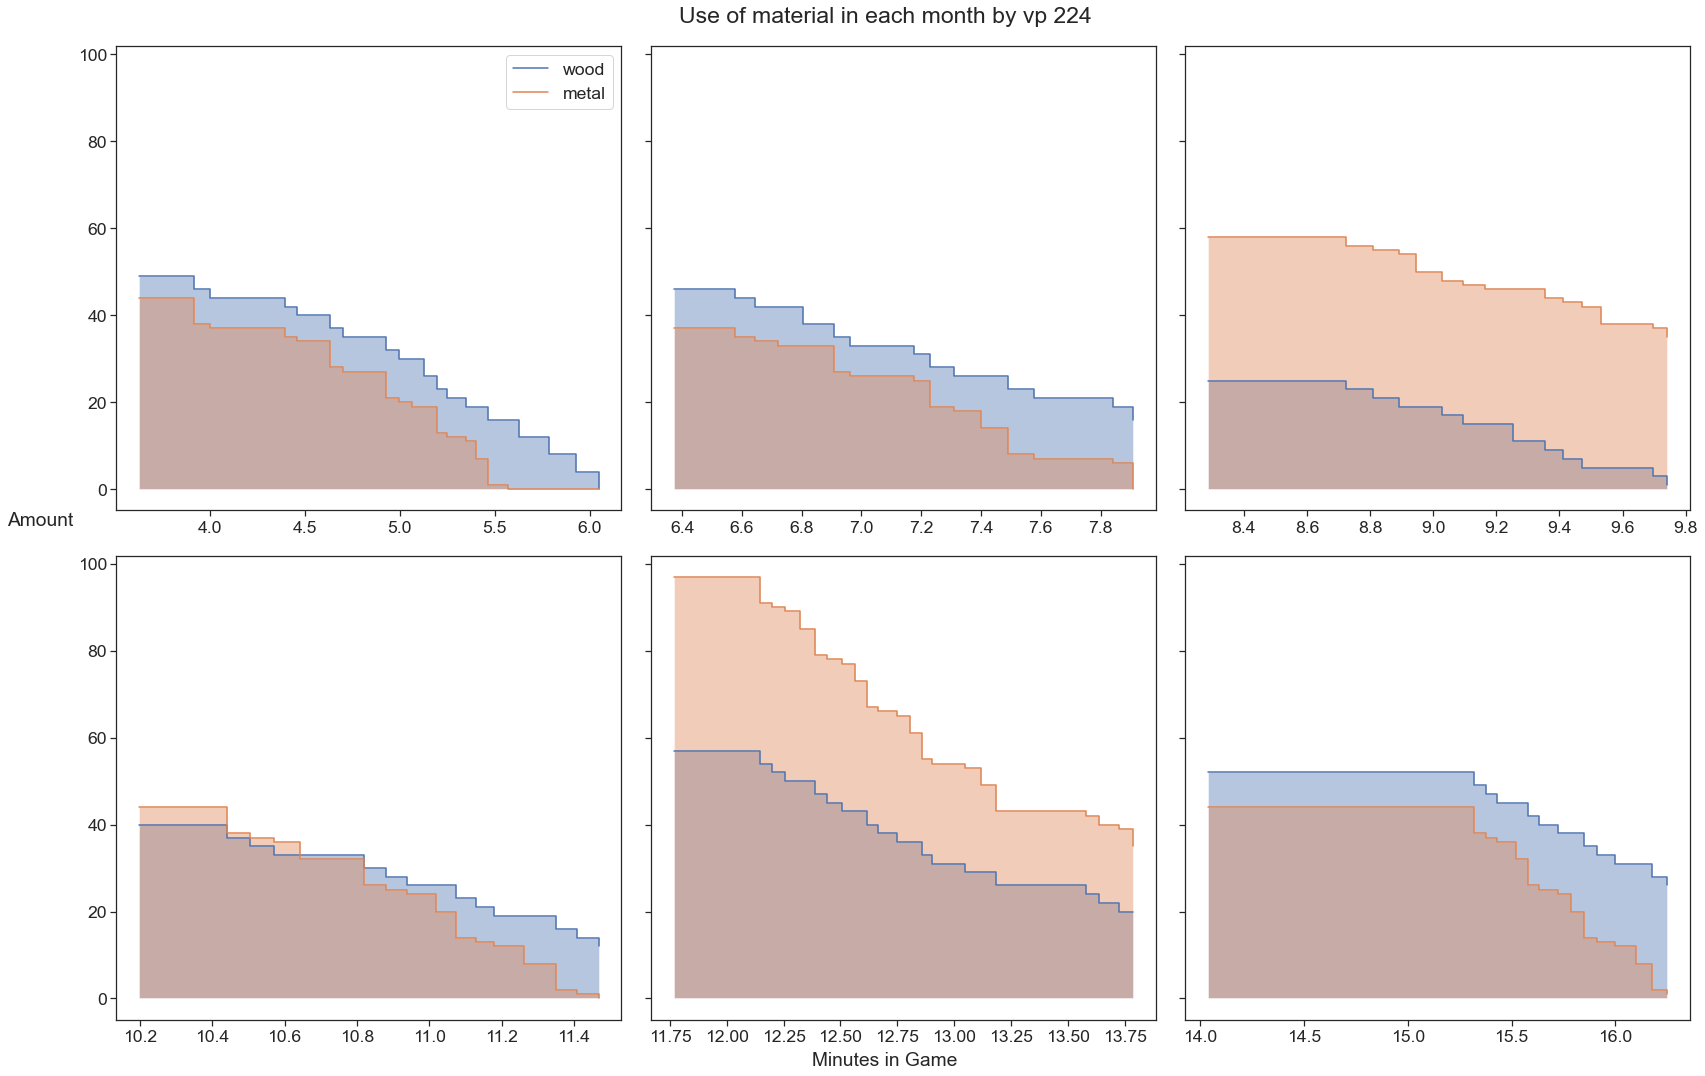 Use of material in each month by vp 224
100
80
60
40
20
0
wood
metal
4.0 4.5 5.0 5.5 6.0
6.4 6.6 6.8 7.0 7.2 7.4 7.6 7.8
8.4 8.6 8.8 9.0 9.2 9.4 9.6 9.8
Amount
100
80
60
40
20
0
10.2 10.4 10.6 10.8 11.0 11.2 11.4
11.75 12.00 12.25 12.50 12.75 13.00 13.25 13.50 13.75
14.0 14.5 15.0 15.5 16.0
Minutes in Game